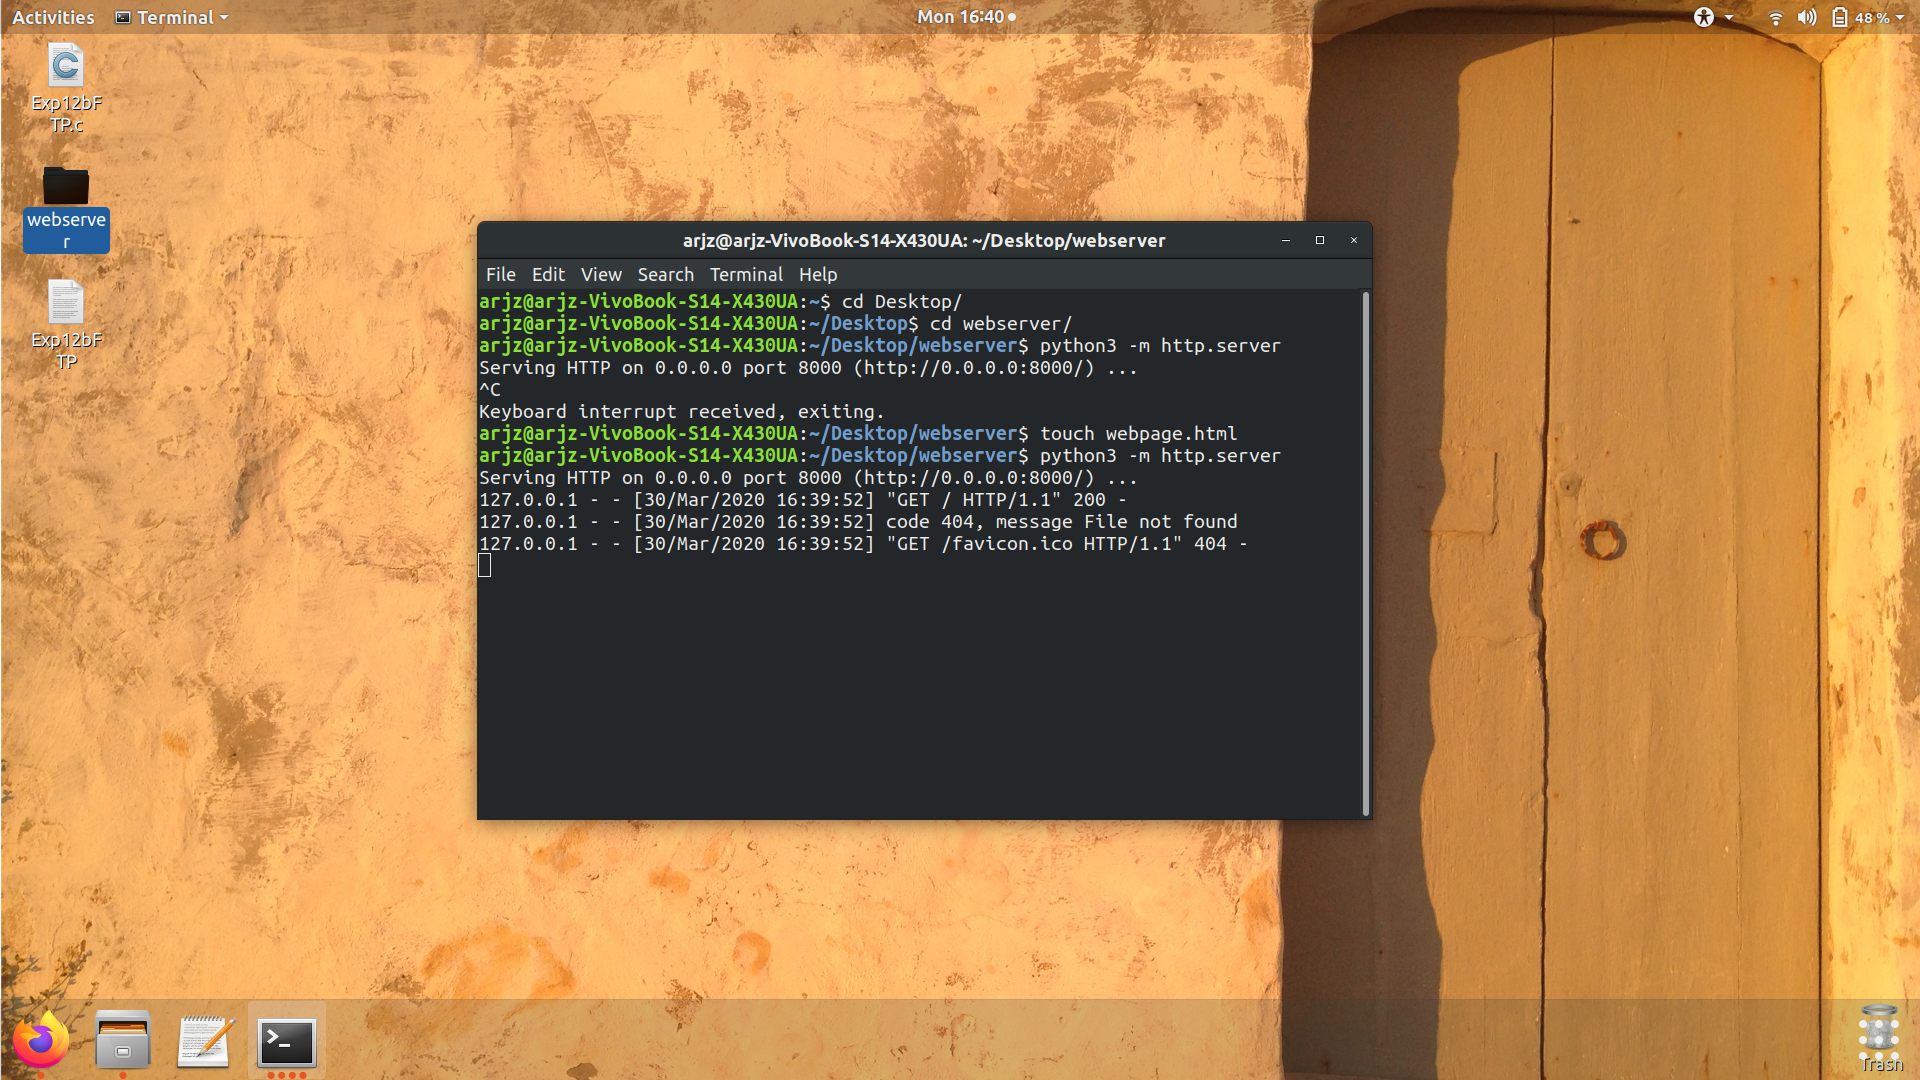 Activities
Terminal
Mon 16:40
48 %
Exp12bF
TP.c
webserve
r
Exp12bF
TP
arjz@arjz-VivoBook-S14-X430UA: ~/Desktop/webserver
File Edit View Search Terminal Help
arjz@arjz-VivoBook-S14-X430UA:~$ cd Desktop/
arjz@arjz-VivoBook-S14-X430UA:~/Desktop$ cd webserver/
arjz@arjz-VivoBook-S14-X430UA:~/Desktop/webserver$ python3 -m http.server
Serving HTTP on 0.0.0.0 port 8000 (http://0.0.0.0:8000/) ...
^C
Keyboard interrupt received, exiting.
arjz@arjz-VivoBook-S14-X430UA:~/Desktop/webserver$ touch webpage.html
arjz@arjz-VivoBook-S14-X430UA:~/Desktop/webserver$ python3 -m http.server
Serving HTTP on 0.0.0.0 port 8000 (http://0.0.0.0:8000/) ...
127.0.0.1 - - [30/Mar/2020 16:39:52] "GET / HTTP/1.1" 200 -
127.0.0.1 - - [30/Mar/2020 16:39:52] code 404, message File not found
127.0.0.1 - - [30/Mar/2020 16:39:52] "GET /favicon.ico HTTP/1.1" 404 -
Trash